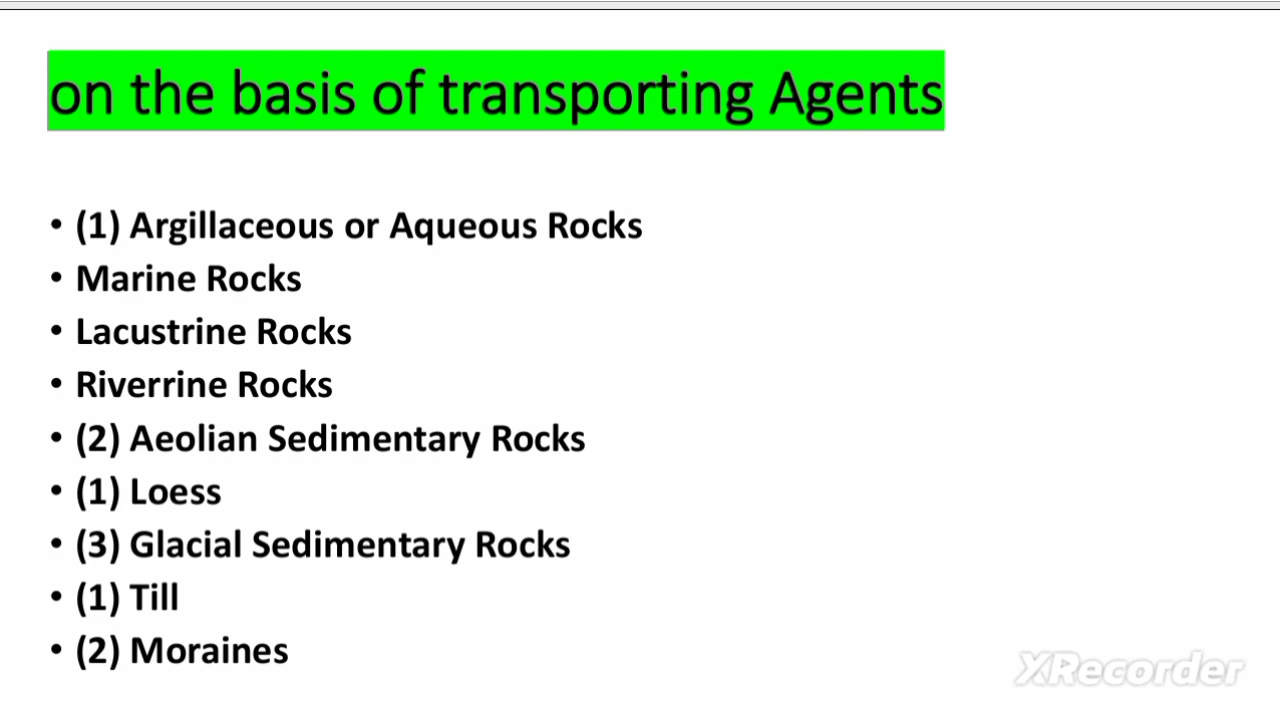 on the basis of transporting Agents
• (1) Argillaceous or Aqueous Rocks
• Marine Rocks
• Lacustrine Rocks
• Riverrine Rocks
• (2) Aeolian Sedimentary Rocks
• (1) Loess
• (3) Glacial Sedimentary Rocks
• (1) Till
• (2) Moraines
XRecorder